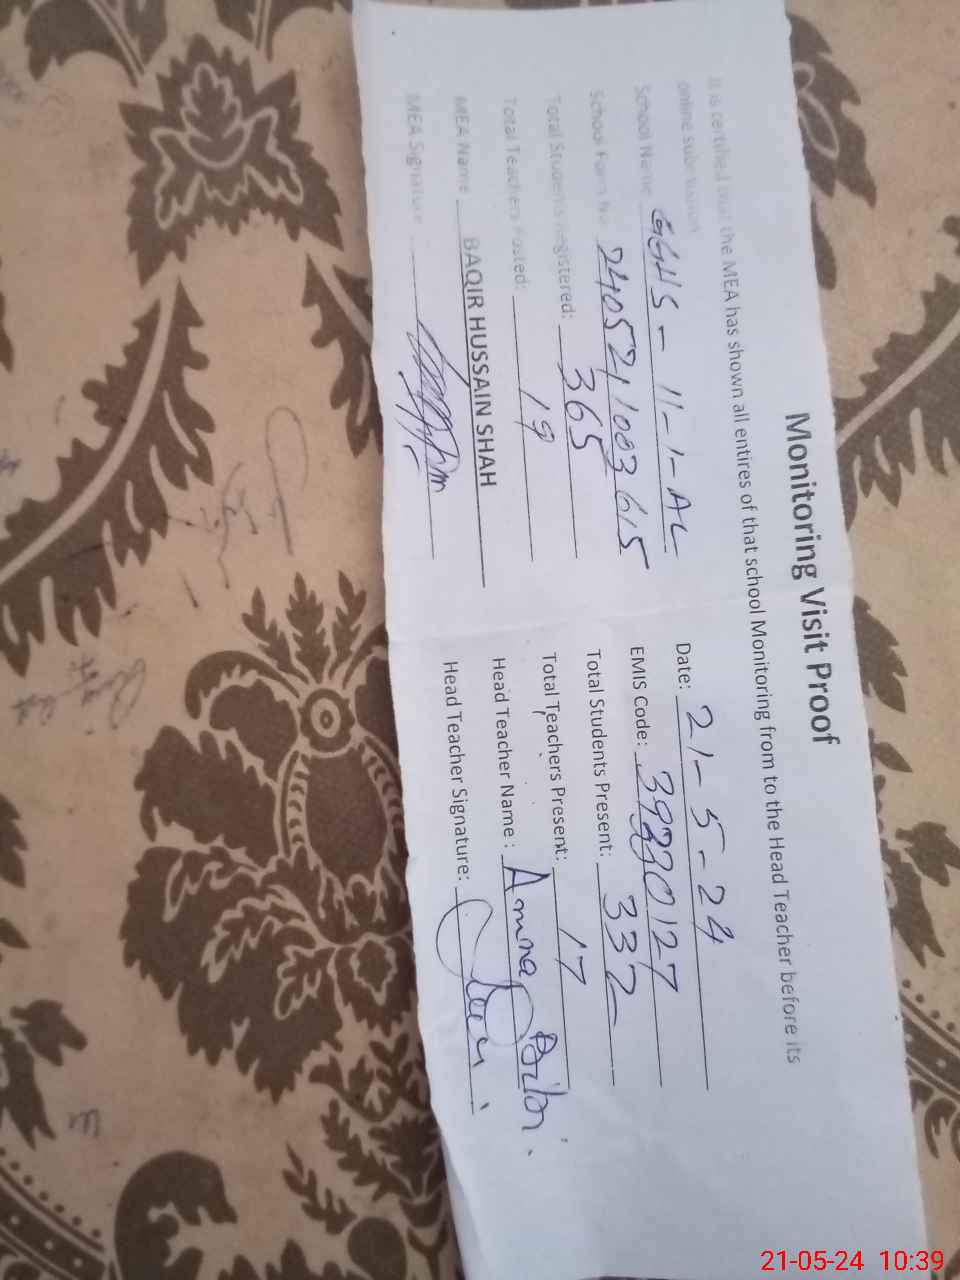 Monitoring Visit Proof
It is certified that the MEA has shown all entires of that school Monitoring from to the Head Teacher before its
online submission
School Name GGHS - 11-1-AL Date: 21-5-24
School Form No: 2405211003615 EMIS Code: 39330127
Total Students Registered: 365 Total Students Present: 332
Total Teachers Posted: 19 Total Teachers Present: 17
MEA Name BAQIR HUSSAIN SHAH Head Teacher Name: Amna Bibi
MEA Signature Head Teacher Signature:
21-05-24 10:39